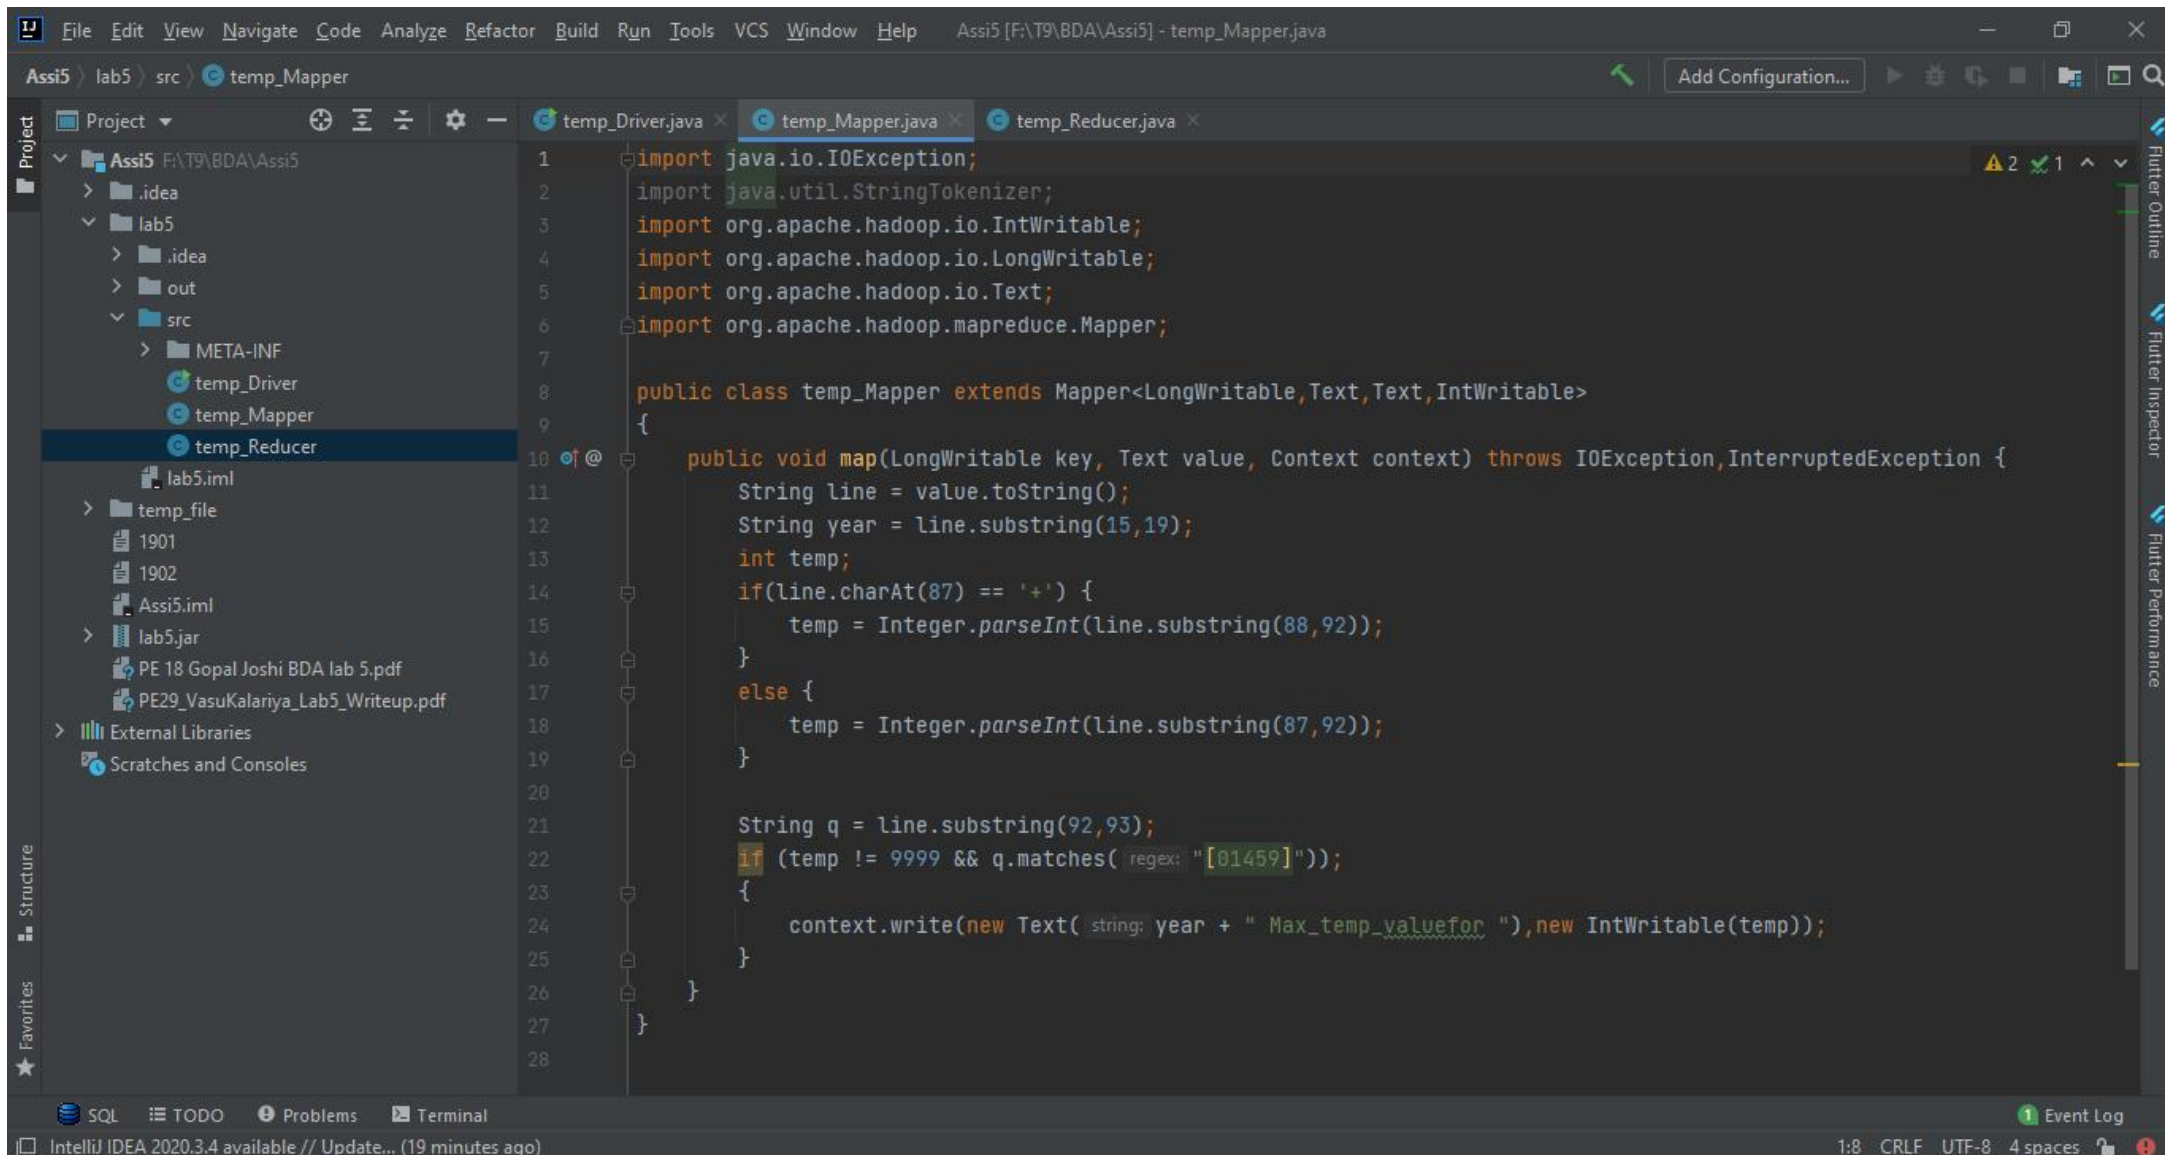 File Edit View Navigate Code Analyze Refactor Build Run Tools VCS Window Help Assi5 [F:\T9\BDA\Assi5] - temp_Mapper.java
Assi5 lab5 src temp_Mapper Add Configuration...
Project
temp_Driver.java temp_Mapper.java temp_Reducer.java
Project
Assi5 F:\T9\BDA\Assi5
.idea
lab5
.idea
out
src
META-INF
temp_Driver
temp_Mapper
temp_Reducer
lab5.iml
temp_file
1901
1902
Assi5.iml
lab5.jar
PE 18 Gopal Joshi BDA lab 5.pdf
PE29_VasuKalariya_Lab5_Writeup.pdf
External Libraries
Scratches and Consoles
Structure
Favorites
1 import java.io.IOException;
2 import java.util.StringTokenizer;
3 import org.apache.hadoop.io.IntWritable;
4 import org.apache.hadoop.io.LongWritable;
5 import org.apache.hadoop.io.Text;
6 import org.apache.hadoop.mapreduce.Mapper;
7
8 public class temp_Mapper extends Mapper<LongWritable,Text,Text,IntWritable>
9 {
10 @ public void map(LongWritable key, Text value, Context context) throws IOException,InterruptedException {
11 String line = value.toString();
12 String year = line.substring(15,19);
13 int temp;
14 if(line.charAt(87) == '+') {
15 temp = Integer.parseInt(line.substring(88,92));
16 }
17 else {
18 temp = Integer.parseInt(line.substring(87,92));
19 }
20
21 String q = line.substring(92,93);
22 if (temp != 9999 && q.matches( regex: "[01459]"));
23 {
24 context.write(new Text( string: year + " Max_temp_valuefor "),new IntWritable(temp));
25 }
26 }
27 }
28
2 1
Flutter Outline
Flutter Inspector
Flutter Performance
SQL TODO Problems Terminal 1 Event Log
IntelliJ IDEA 2020.3.4 available // Update... (19 minutes ago) 1:8 CRLF UTF-8 4 spaces